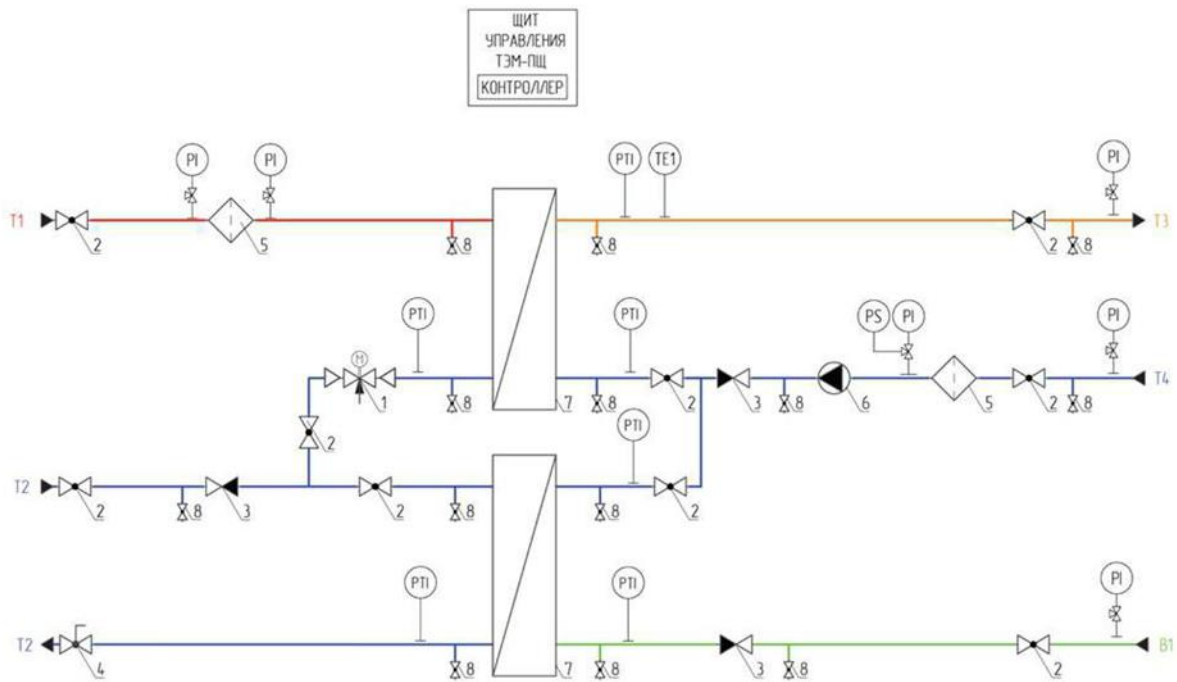 ЩИТ
УПРАВЛЕНИЯ
ТЭМ-ПЩ
КОНТРОЛЛЕР
PI PI PTI TE1 PI
T1 T3
2 5 8 8 2 8
PTI PTI PS PI PI
M
T4
1 8 7 8 2 3 8 6 5 2 8
2 PTI
T2
2 8 3 2 8 8 2
PTI PTI PI
T2 B1
4 8 7 8 3 8 2